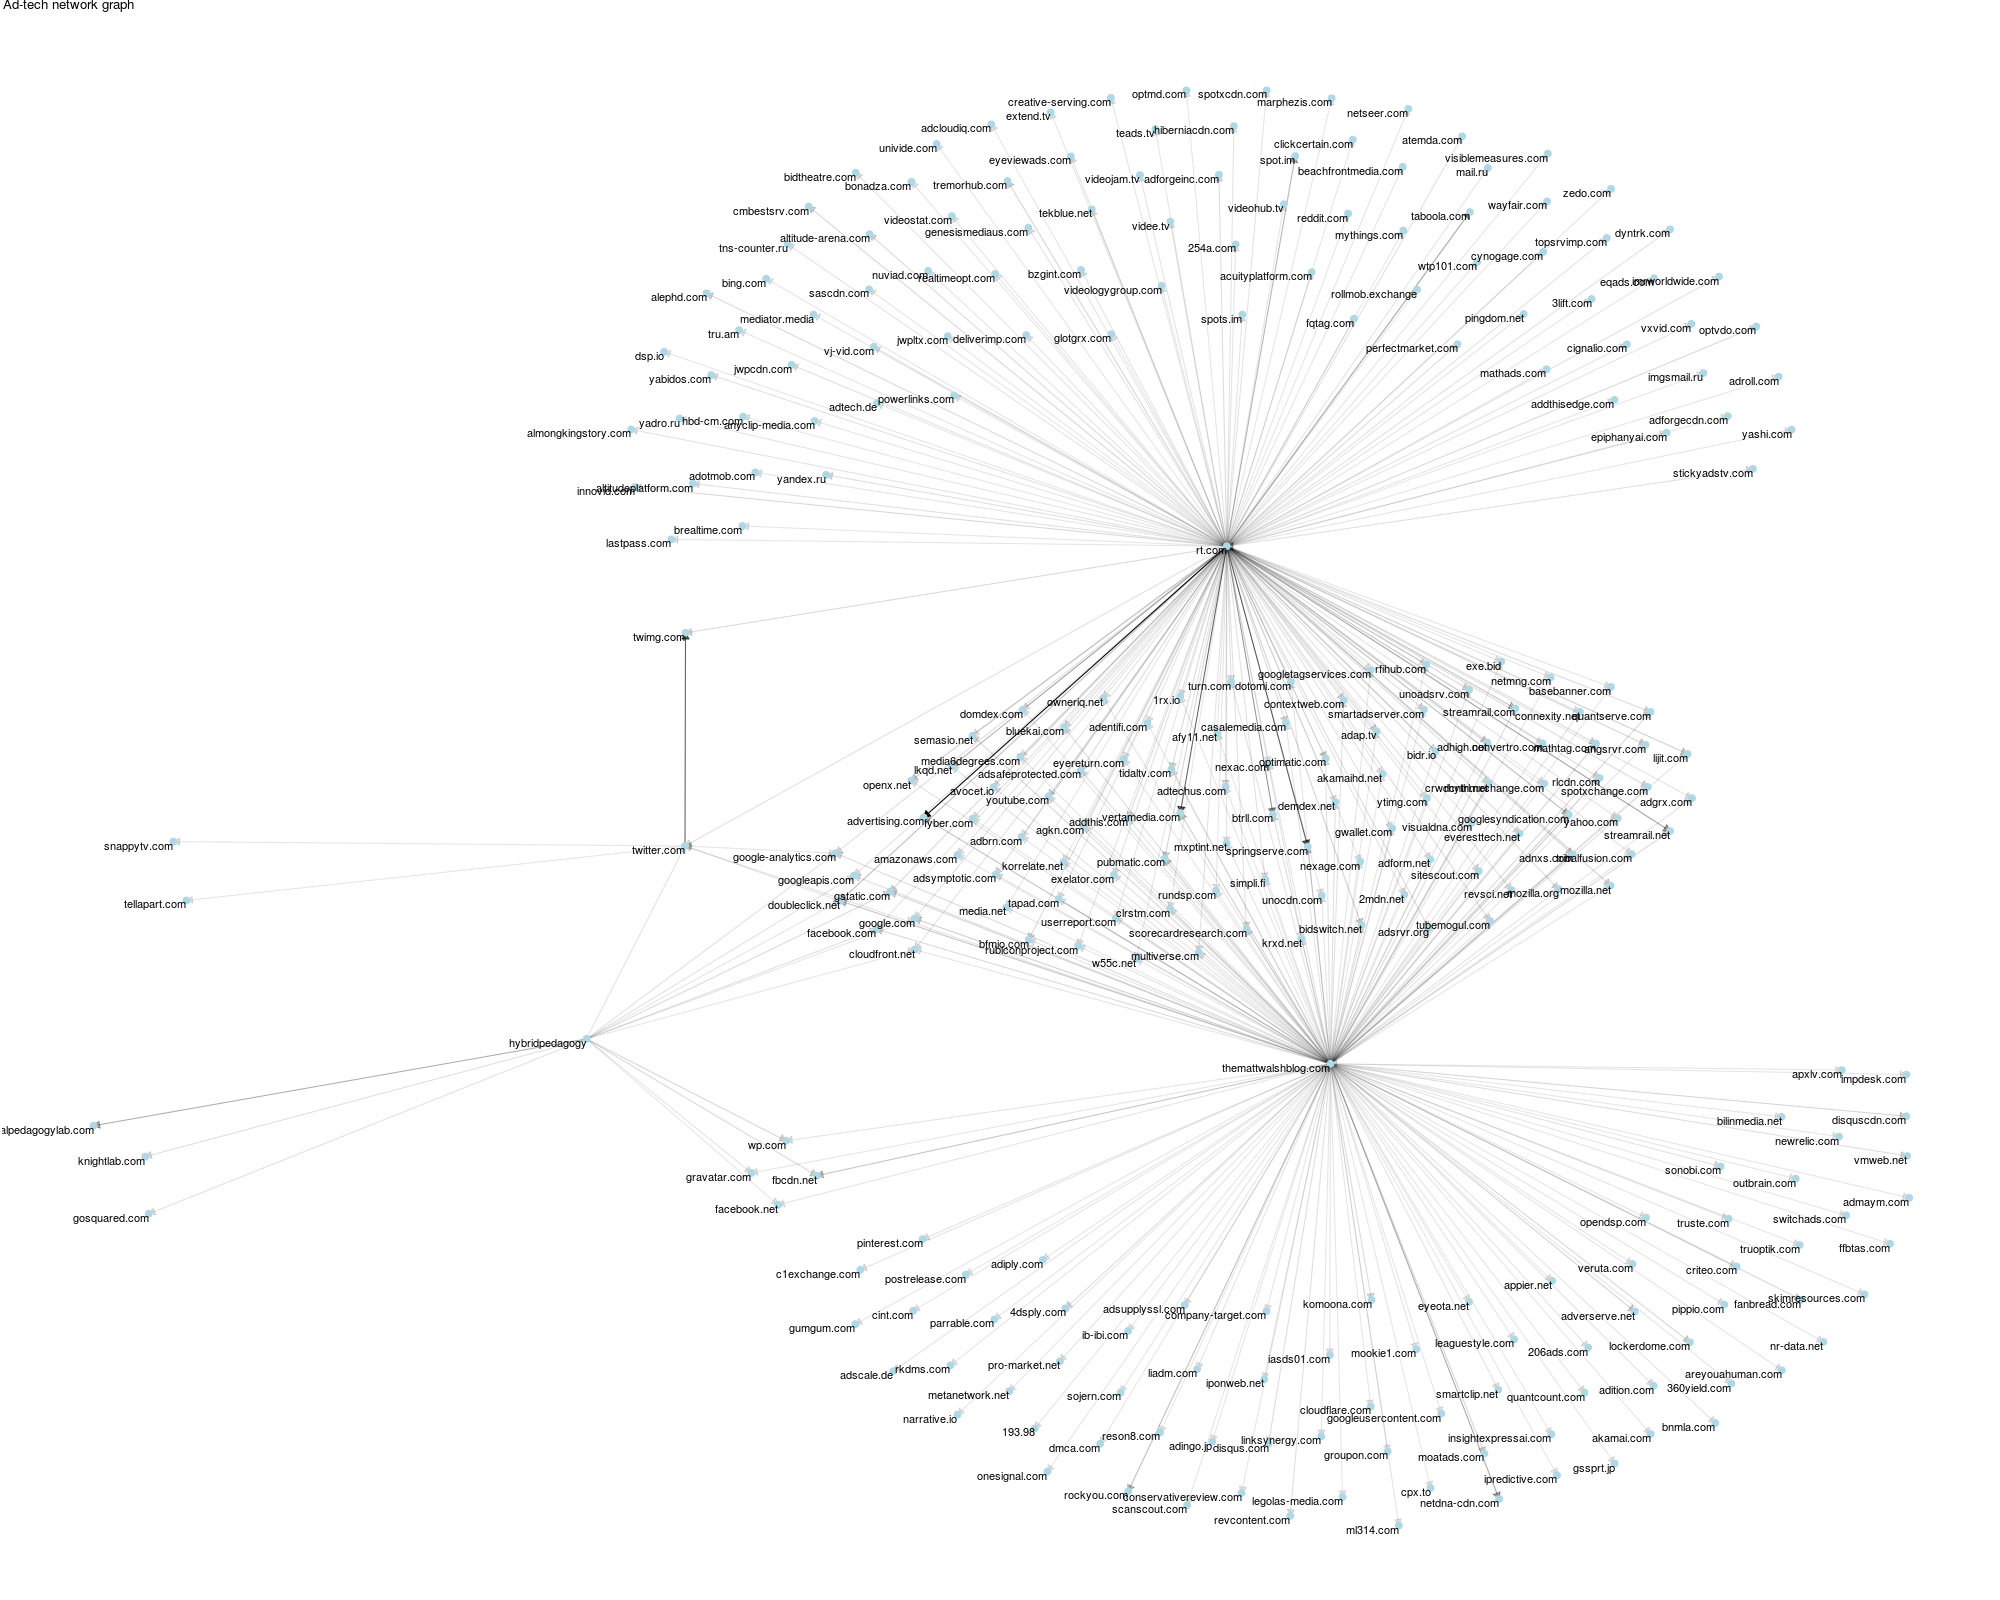 Ad-tech network graph
optmd.com
spotxcdn.com
creative-serving.com
marphezis.com
extend.tv
netseer.com
adcloudiq.com
teads.tv
hiberniacdn.com
univide.com
clickcertain.com
atemda.com
eyeviewads.com
spot.im
visiblemeasures.com
bidtheatre.com
bonadza.com
tremorhub.com
videojam.tv
adforgeinc.com
beachfrontmedia.com
mail.ru
zedo.com
cmbestsrv.com
videostat.com
tekblue.net
videohub.tv
reddit.com
taboola.com
wayfair.com
altitude-arena.com
genesismediaus.com
videe.tv
mythings.com
dyntrk.com
tns-counter.ru
254a.com
topsrvimp.com
cynogage.com
nuviad.com
realtimeopt.com
bzgint.com
acuityplatform.com
wtp101.com
bing.com
sascdn.com
videologygroup.com
rollmob.exchange
eqads.com
imrworldwide.com
alephd.com
3lift.com
mediator.media
spots.im
fqtag.com
pingdom.net
tru.am
jwpltx.com
deliverimp.com
glotgrx.com
vxvid.com
optvdo.com
dsp.io
vj-vid.com
perfectmarket.com
cignalio.com
yabidos.com
jwpcdn.com
mathads.com
imgsmail.ru
adroll.com
adtech.de
powerlinks.com
addthisedge.com
almongkingstory.com
yadro.ru
hbd-cm.com
anyclip-media.com
adforgecdn.com
epiphanyai.com
yashi.com
adotmob.com
yandex.ru
stickyadstv.com
innovid.com
altitudeplatform.com
brealtime.com
lastpass.com
rt.com
twimg.com
googletagservices.com
rfihub.com
exe.bid
turn.com
dotomi.com
netmng.com
basebanner.com
owneriq.net
1rx.io
contextweb.com
unoadsrv.com
domdex.com
smartadserver.com
streamrail.com
connexity.net
quantserve.com
bluekai.com
adentifi.com
casalemedia.com
semasio.net
afy11.net
adap.tv
adhigh.net
convertro.com
mathtag.com
angsrvr.com
media6degrees.com
eyereturn.com
bidr.io
lijit.com
lkqd.net
adsafeprotected.com
tidaltv.com
nexac.com
optimatic.com
akamaihd.net
openx.net
avocet.io
youtube.com
adtechus.com
rlcdn.com
spotxchange.com
demdex.net
ytimg.com
adgrx.com
advertising.com
fyber.com
addthis.com
vertamedia.com
btrll.com
googlesyndication.com
yahoo.com
agkn.com
gwallet.com
visualdna.com
everesttech.net
streamrail.net
adbrn.com
mxptint.net
springserve.com
snappytv.com
twitter.com
google-analytics.com
amazonaws.com
korrelate.net
pubmatic.com
nexage.com
adform.net
adnxs.com
tribalfusion.com
googleapis.com
adsymptotic.com
exelator.com
simpli.fi
sitescout.com
tellapart.com
gstatic.com
doubleclick.net
media.net
tapad.com
rundsp.com
unocdn.com
2mdn.net
revsci.net
mozilla.org
mozilla.net
google.com
userreport.com
clrstm.com
facebook.com
scorecardresearch.com
bidswitch.net
adsrvr.org
tubemogul.com
cloudfront.net
bfmio.com
rubiconproject.com
krxd.net
w55c.net
multiverse.cm
hybridpedagogy
themattwalshblog.com
apxlv.com
impdesk.com
alpedagogylab.com
bilinmedia.net
disquscdn.com
wp.com
newrelic.com
knightlab.com
vmweb.net
gravatar.com
fbcdn.net
sonobi.com
outbrain.com
gosquared.com
facebook.net
admaym.com
opendsp.com
truste.com
switchads.com
pinterest.com
truoptik.com
ffbtas.com
c1exchange.com
postrelease.com
adiply.com
veruta.com
criteo.com
appier.net
skimresources.com
cint.com
4dsply.com
adsupplyssl.com
company-target.com
komoona.com
eyeota.net
adverserve.net
pippio.com
fanbread.com
gumgum.com
parrable.com
ib-ibi.com
leaguestyle.com
206ads.com
lockerdome.com
nr-data.net
adscale.de
rkdms.com
pro-market.net
liadm.com
iasds01.com
mookie1.com
areyouahuman.com
metanetwork.net
sojern.com
iponweb.net
smartclip.net
quantcount.com
adition.com
360yield.com
narrative.io
cloudflare.com
googleusercontent.com
193.98
reson8.com
bnmla.com
dmca.com
adingo.jp
disqus.com
linksynergy.com
insightexpressai.com
akamai.com
onesignal.com
groupon.com
moatads.com
gssprt.jp
ipredictive.com
rockyou.com
conservativereview.com
legolas-media.com
cpx.to
netdna-cdn.com
scanscout.com
revcontent.com
ml314.com